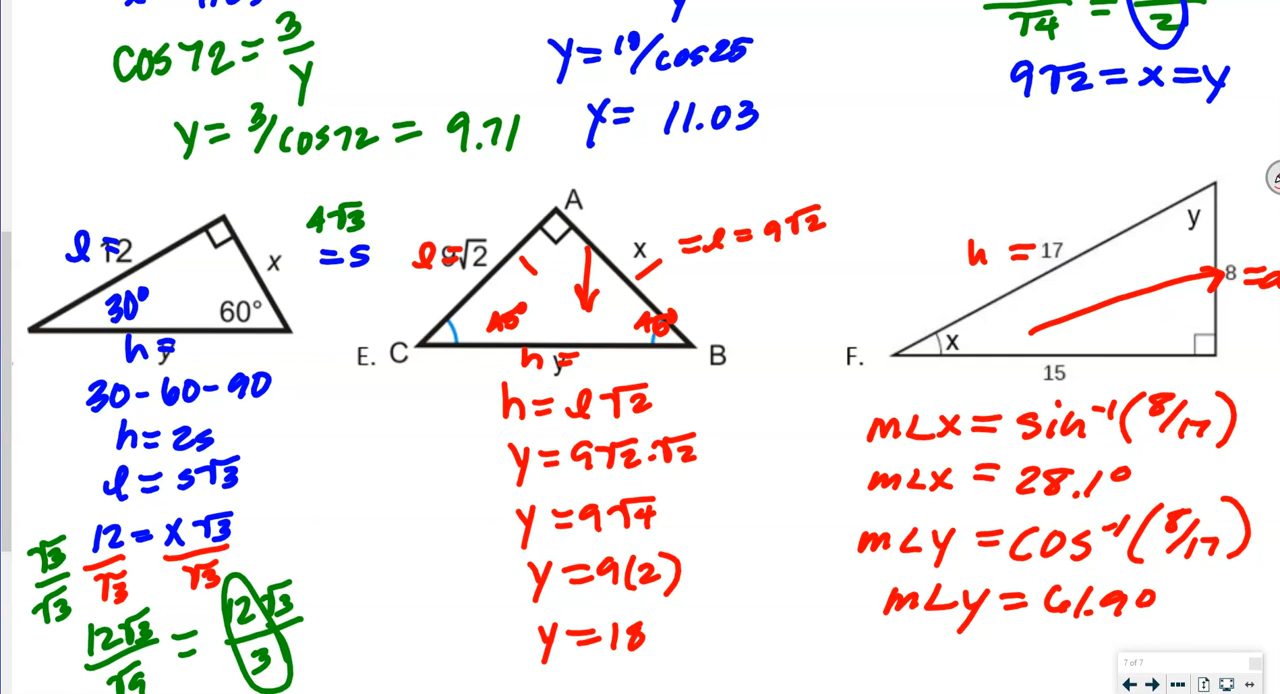 cos 72 = 3/y
y = 3/cos 72 = 9.71
y = 10/cos 25
y = 11.03
√4 = 2
9√2 = x = y
l = 12
x
4√3
= s
30°
60°
h =
y
30 - 60 - 90
h = 2s
l = s√3
12 = x√3
√3 √3
√3/√3
12√3/√9 = 12√3/3
E.
A
l = 9√2
x
= l = 9√2
45°
45°
C
B
h =
y
h = l√2
y = 9√2 · √2
y = 9√4
y = 9(2)
y = 18
F.
y
h = 17
8 = a
x
15
m∠x = sin⁻¹(8/17)
m∠x = 28.1°
m∠y = cos⁻¹(8/17)
m∠y = 61.90
7 of 7